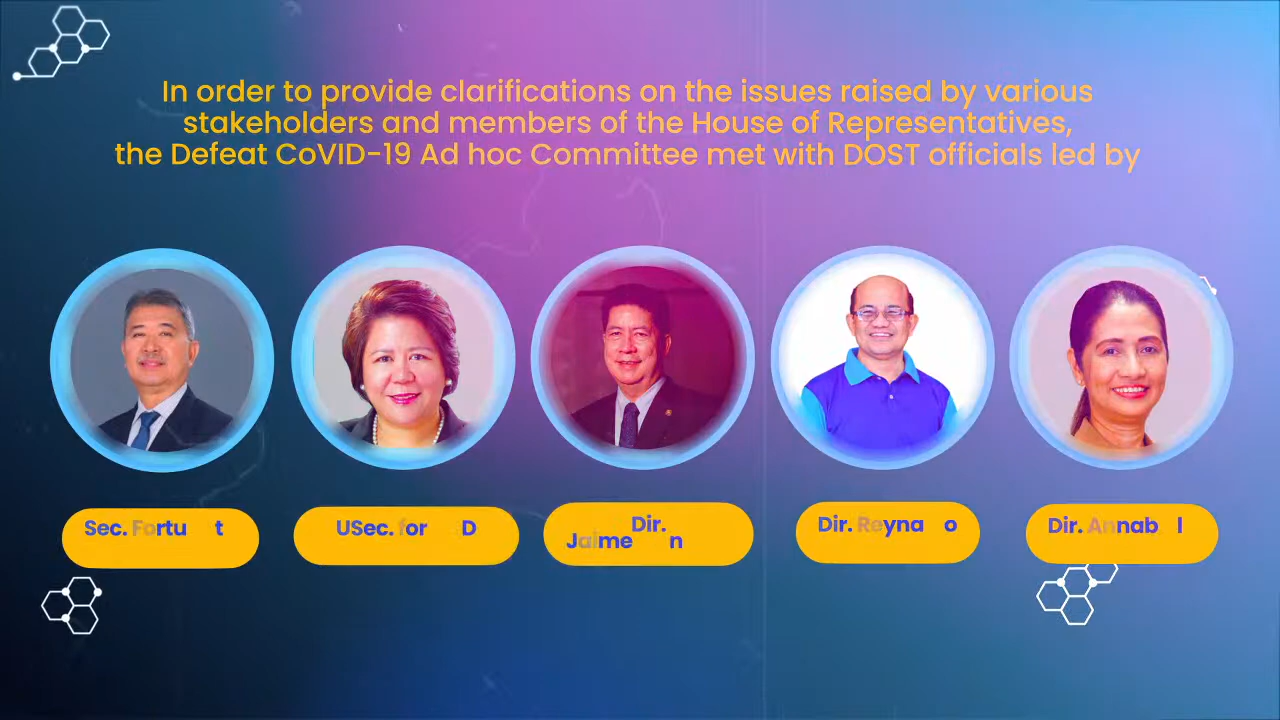 In order to provide clarifications on the issues raised by various
stakeholders and members of the House of Representatives,
the Defeat CoVID-19 Ad hoc Committee met with DOST officials led by
Sec.
USec.
Dir.
Dir.
Dir.